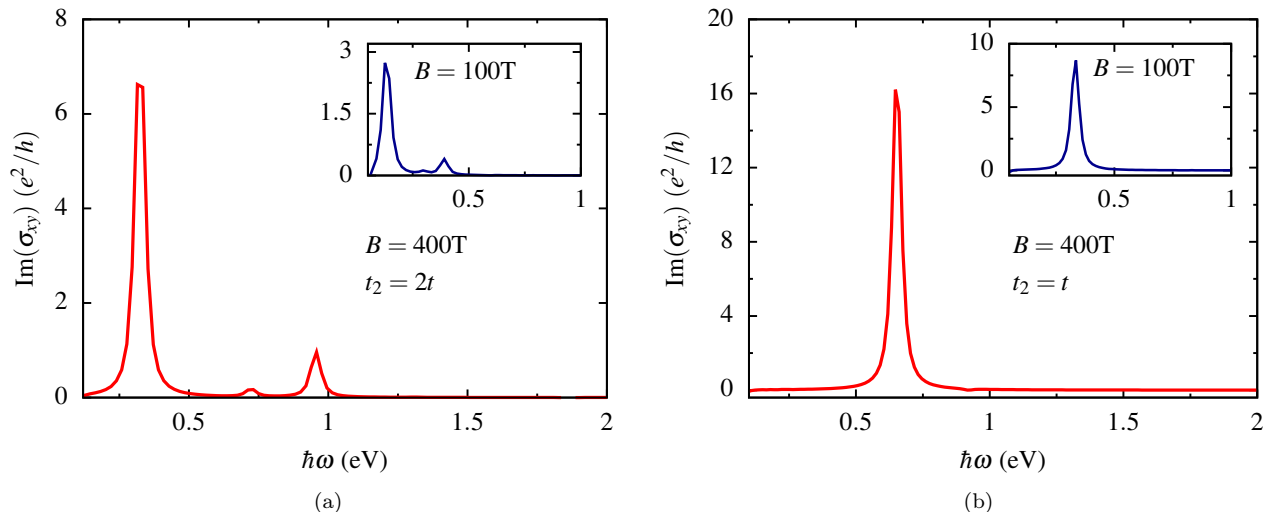 8
6
4
2
0
0.5
1
1.5
2
Im(σxy) (e²/h)
ℏω (eV)
B = 400T
t₂ = 2t
3
1.5
0
0.5
1
B = 100T
(a)
20
16
12
8
4
0
0.5
1
1.5
2
Im(σxy) (e²/h)
ℏω (eV)
B = 400T
t₂ = t
10
5
0
0.5
1
B = 100T
(b)